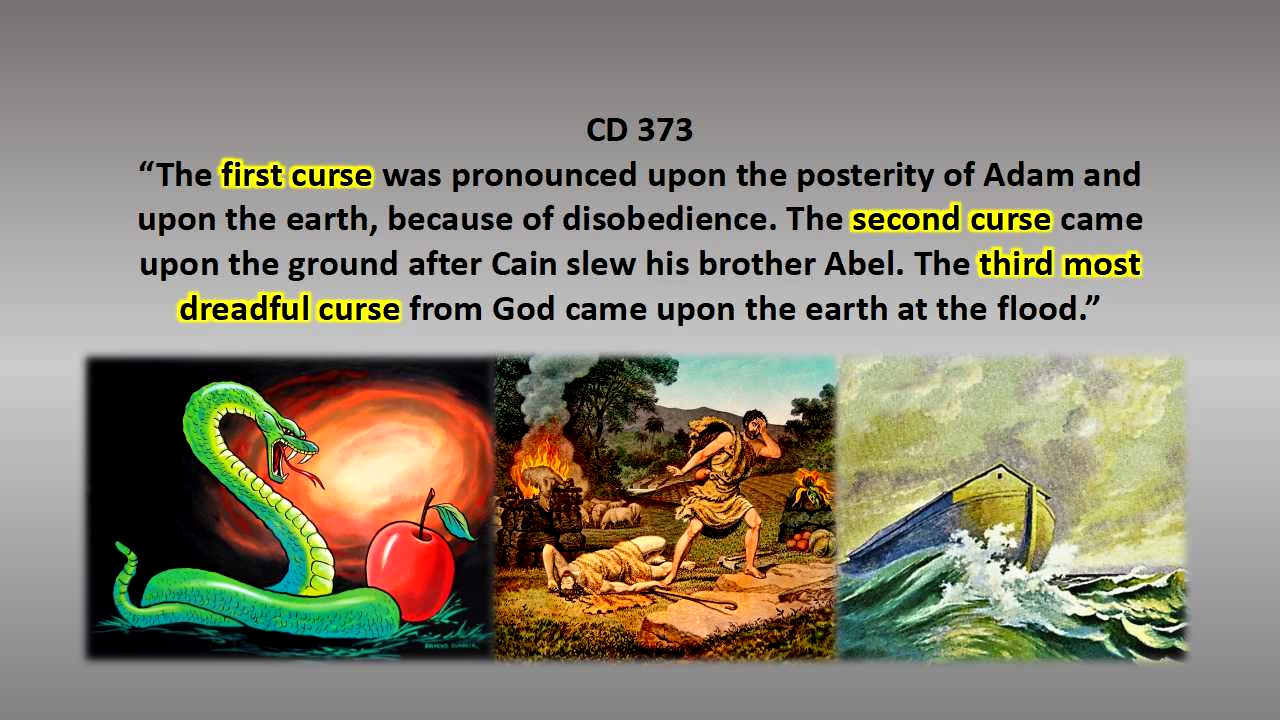 CD 373
“The first curse was pronounced upon the posterity of Adam and
upon the earth, because of disobedience. The second curse came
upon the ground after Cain slew his brother Abel. The third most
dreadful curse from God came upon the earth at the flood.”